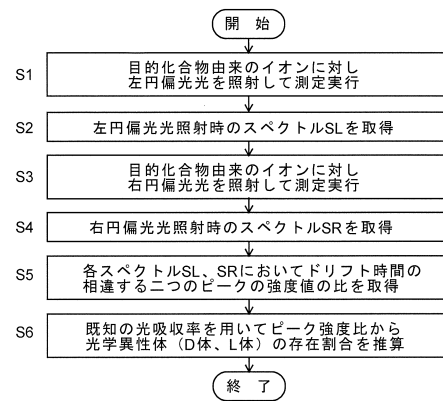 開 始
S1
目的化合物由来のイオンに対し
左円偏光光を照射して測定実行
S2
左円偏光光照射時のスペクトルSLを取得
S3
目的化合物由来のイオンに対し
右円偏光光を照射して測定実行
S4
右円偏光光照射時のスペクトルSRを取得
S5
各スペクトルSL、SRにおいてドリフト時間の
相違する二つのピークの強度値の比を取得
S6
既知の光吸収率を用いてピーク強度比から
光学異性体（D体、L体）の存在割合を推算
終 了